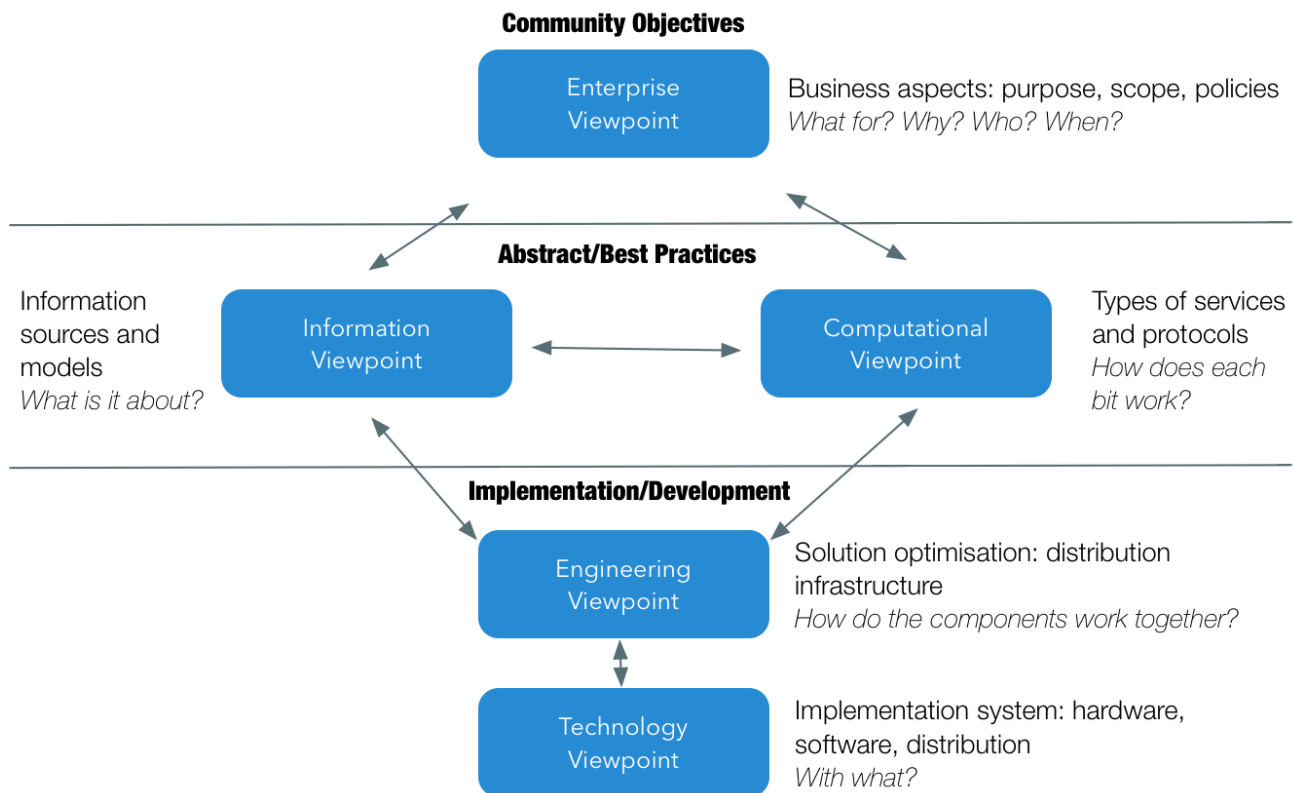 Community Objectives
Enterprise
Viewpoint
Business aspects: purpose, scope, policies
What for? Why? Who? When?
Abstract/Best Practices
Information
sources and
models
What is it about?
Information
Viewpoint
Computational
Viewpoint
Types of services
and protocols
How does each
bit work?
Implementation/Development
Engineering
Viewpoint
Solution optimisation: distribution
infrastructure
How do the components work together?
Technology
Viewpoint
Implementation system: hardware,
software, distribution
With what?